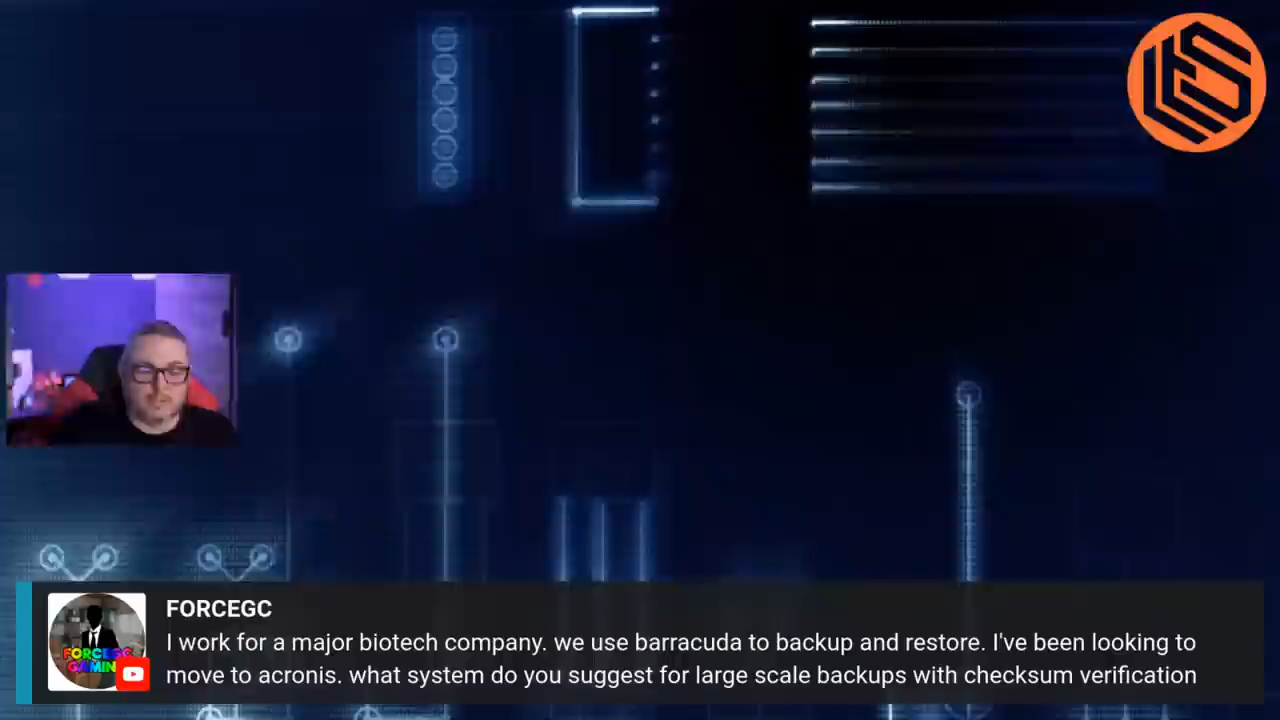 FORCEGC
I work for a major biotech company. we use barracuda to backup and restore. I've been looking to
move to acronis. what system do you suggest for large scale backups with checksum verification